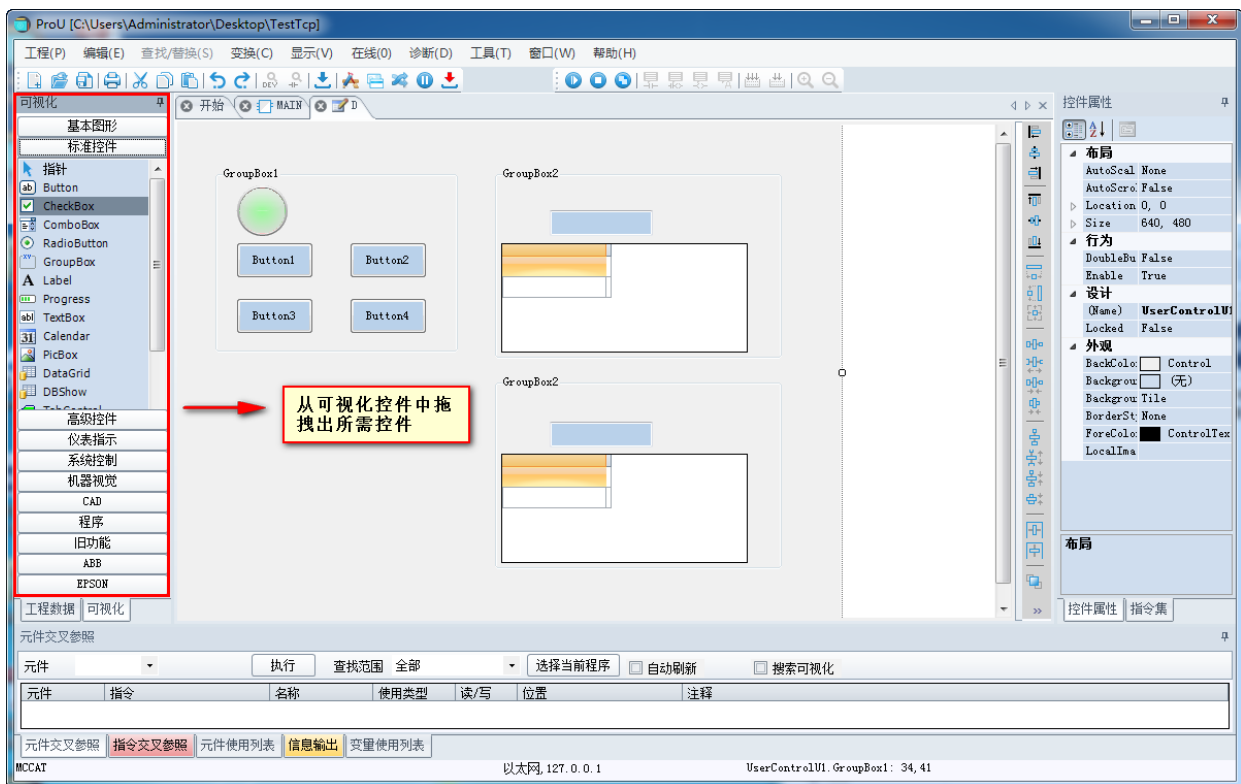 ProU [C:\Users\Administrator\Desktop\TestTcp]
工程(P) 编辑(E) 查找/替换(S) 变换(C) 显示(V) 在线(O) 诊断(D) 工具(T) 窗口(W) 帮助(H)
可视化
基本图形
标准控件
指针
Button
CheckBox
ComboBox
RadioButton
GroupBox
Label
Progress
TextBox
Calendar
PicBox
DataGrid
DBShow
TabControl
高级控件
仪表指示
系统控制
机器视觉
CAD
程序
旧功能
ABB
EPSON
工程数据 可视化
开始 MAIN D
GroupBox1
Button1 Button2
Button3 Button4
GroupBox2
GroupBox2
从可视化控件中拖
拽出所需控件
控件属性
布局
AutoScal None
AutoScro False
Location 0, 0
Size 640, 480
行为
DoubleBu False
Enable True
设计
(Name) UserControlU1
Locked False
外观
BackColo Control
Backgrou (无)
Backgrou Tile
BorderSt None
ForeColo ControlTex
LocalIma
布局
控件属性 指令集
元件交叉参照
元件 执行 查找范围 全部 选择当前程序 自动刷新 搜索可视化
元件 指令 名称 使用类型 读/写 位置 注释
元件交叉参照 指令交叉参照 元件使用列表 信息输出 变量使用列表
MCCAT 以太网, 127.0.0.1 UserControlU1.GroupBox1: 34,41